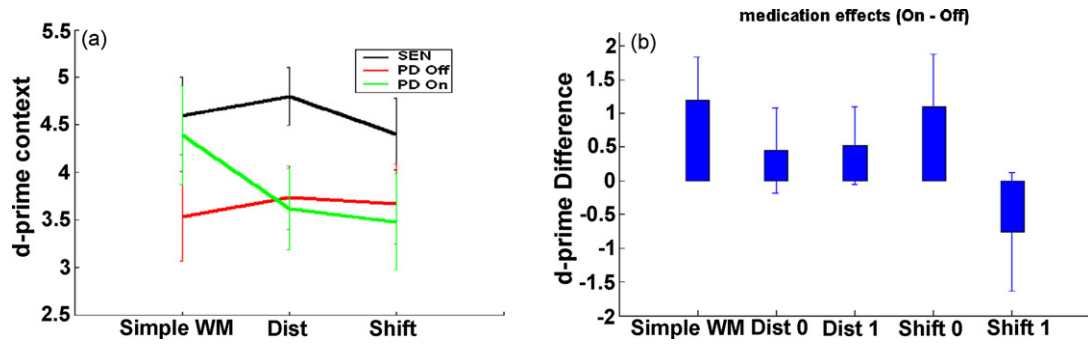 (a)
d-prime context
5.5
5
4.5
4
3.5
3
2.5
SEN
PD Off
PD On
Simple WM Dist Shift
medication effects (On - Off)
(b)
d-prime Difference
2
1.5
1
0.5
0
-0.5
-1
-1.5
-2
Simple WM Dist 0 Dist 1 Shift 0 Shift 1